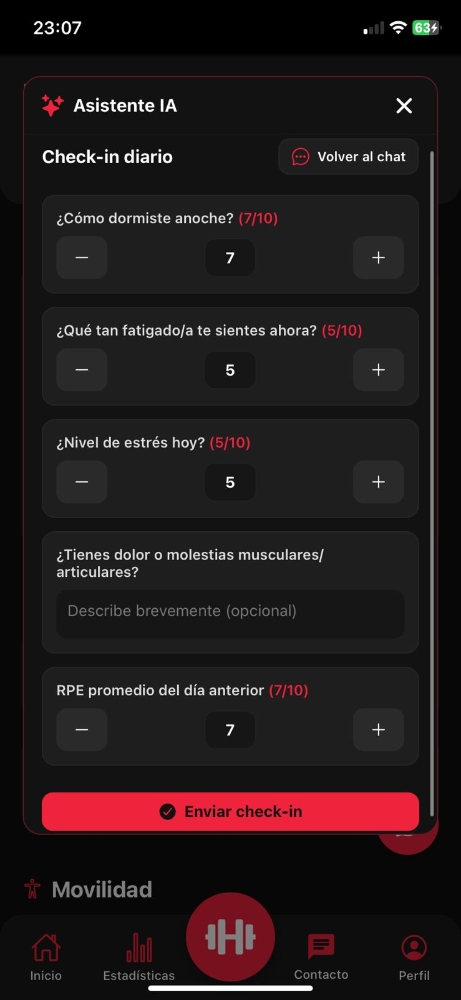 23:07
63
Asistente IA
Check-in diario
Volver al chat
¿Cómo dormiste anoche? (7/10)
− 7 +
¿Qué tan fatigado/a te sientes ahora? (5/10)
− 5 +
¿Nivel de estrés hoy? (5/10)
− 5 +
¿Tienes dolor o molestias musculares/
articulares?
Describe brevemente (opcional)
RPE promedio del día anterior (7/10)
− 7 +
Enviar check-in
Movilidad
Inicio
Estadísticas
Contacto
Perfil